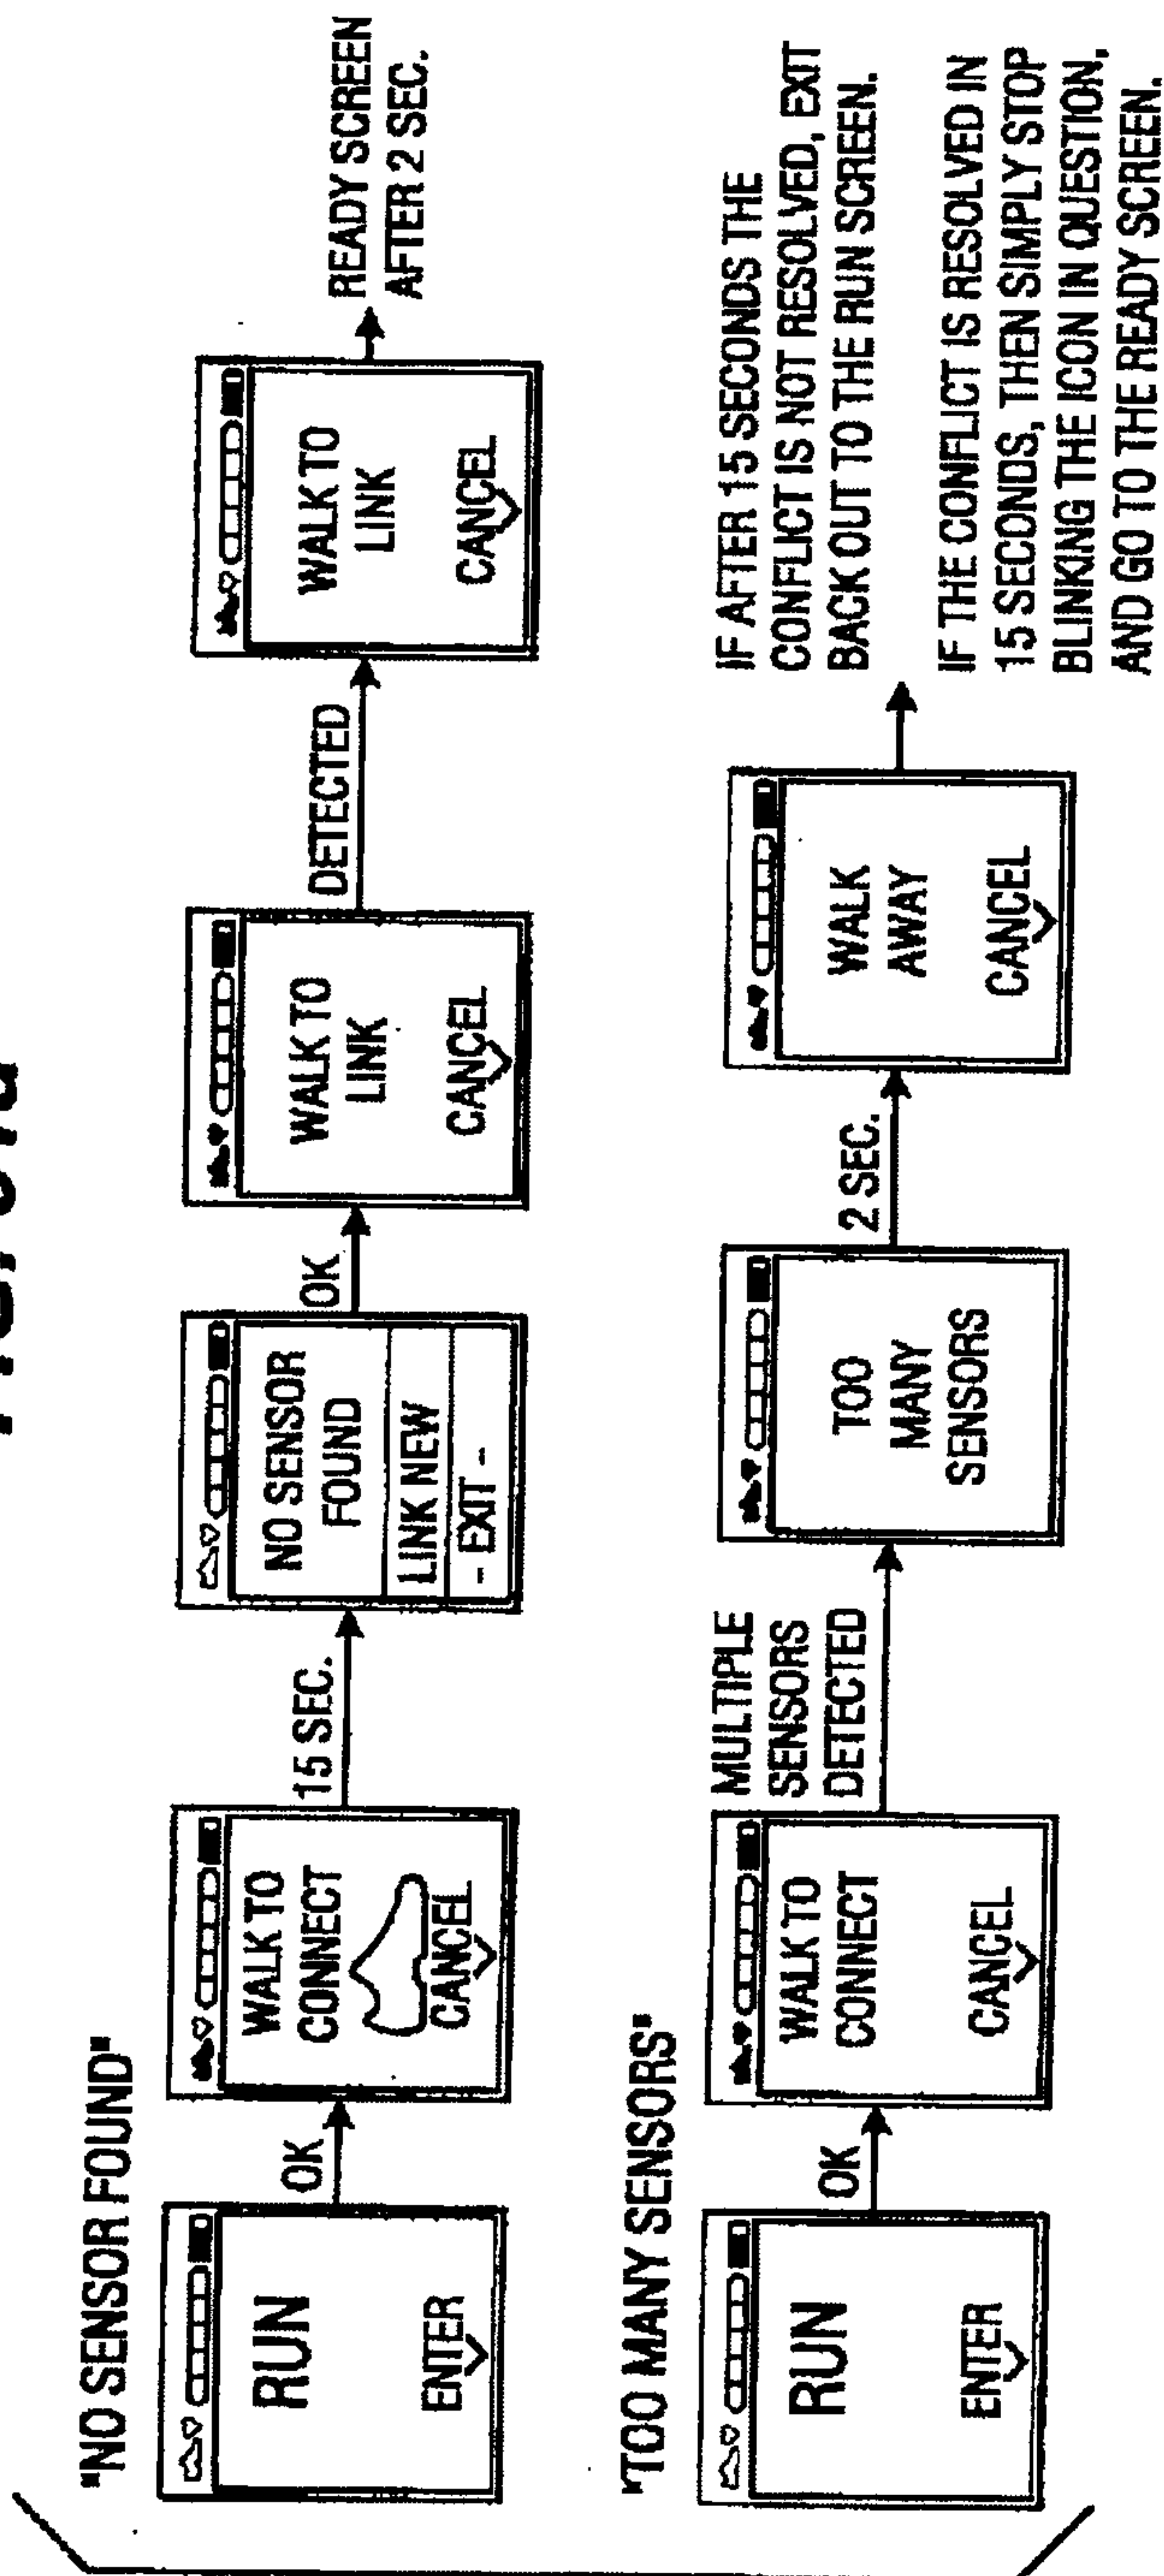 "NO SENSOR FOUND"
RUN
ENTER
OK
WALK TO
CONNECT
CANCEL
15 SEC.
NO SENSOR
FOUND
LINK NEW
- EXIT -
OK
WALK TO
LINK
CANCEL
DETECTED
WALK TO
LINK
CANCEL
READY SCREEN
AFTER 2 SEC.
"TOO MANY SENSORS"
RUN
ENTER
OK
WALK TO
CONNECT
CANCEL
MULTIPLE
SENSORS
DETECTED
TOO
MANY
SENSORS
2 SEC.
WALK
AWAY
CANCEL
IF AFTER 15 SECONDS THE
CONFLICT IS NOT RESOLVED, EXIT
BACK OUT TO THE RUN SCREEN.
IF THE CONFLICT IS RESOLVED IN
15 SECONDS, THEN SIMPLY STOP
BLINKING THE ICON IN QUESTION,
AND GO TO THE READY SCREEN.